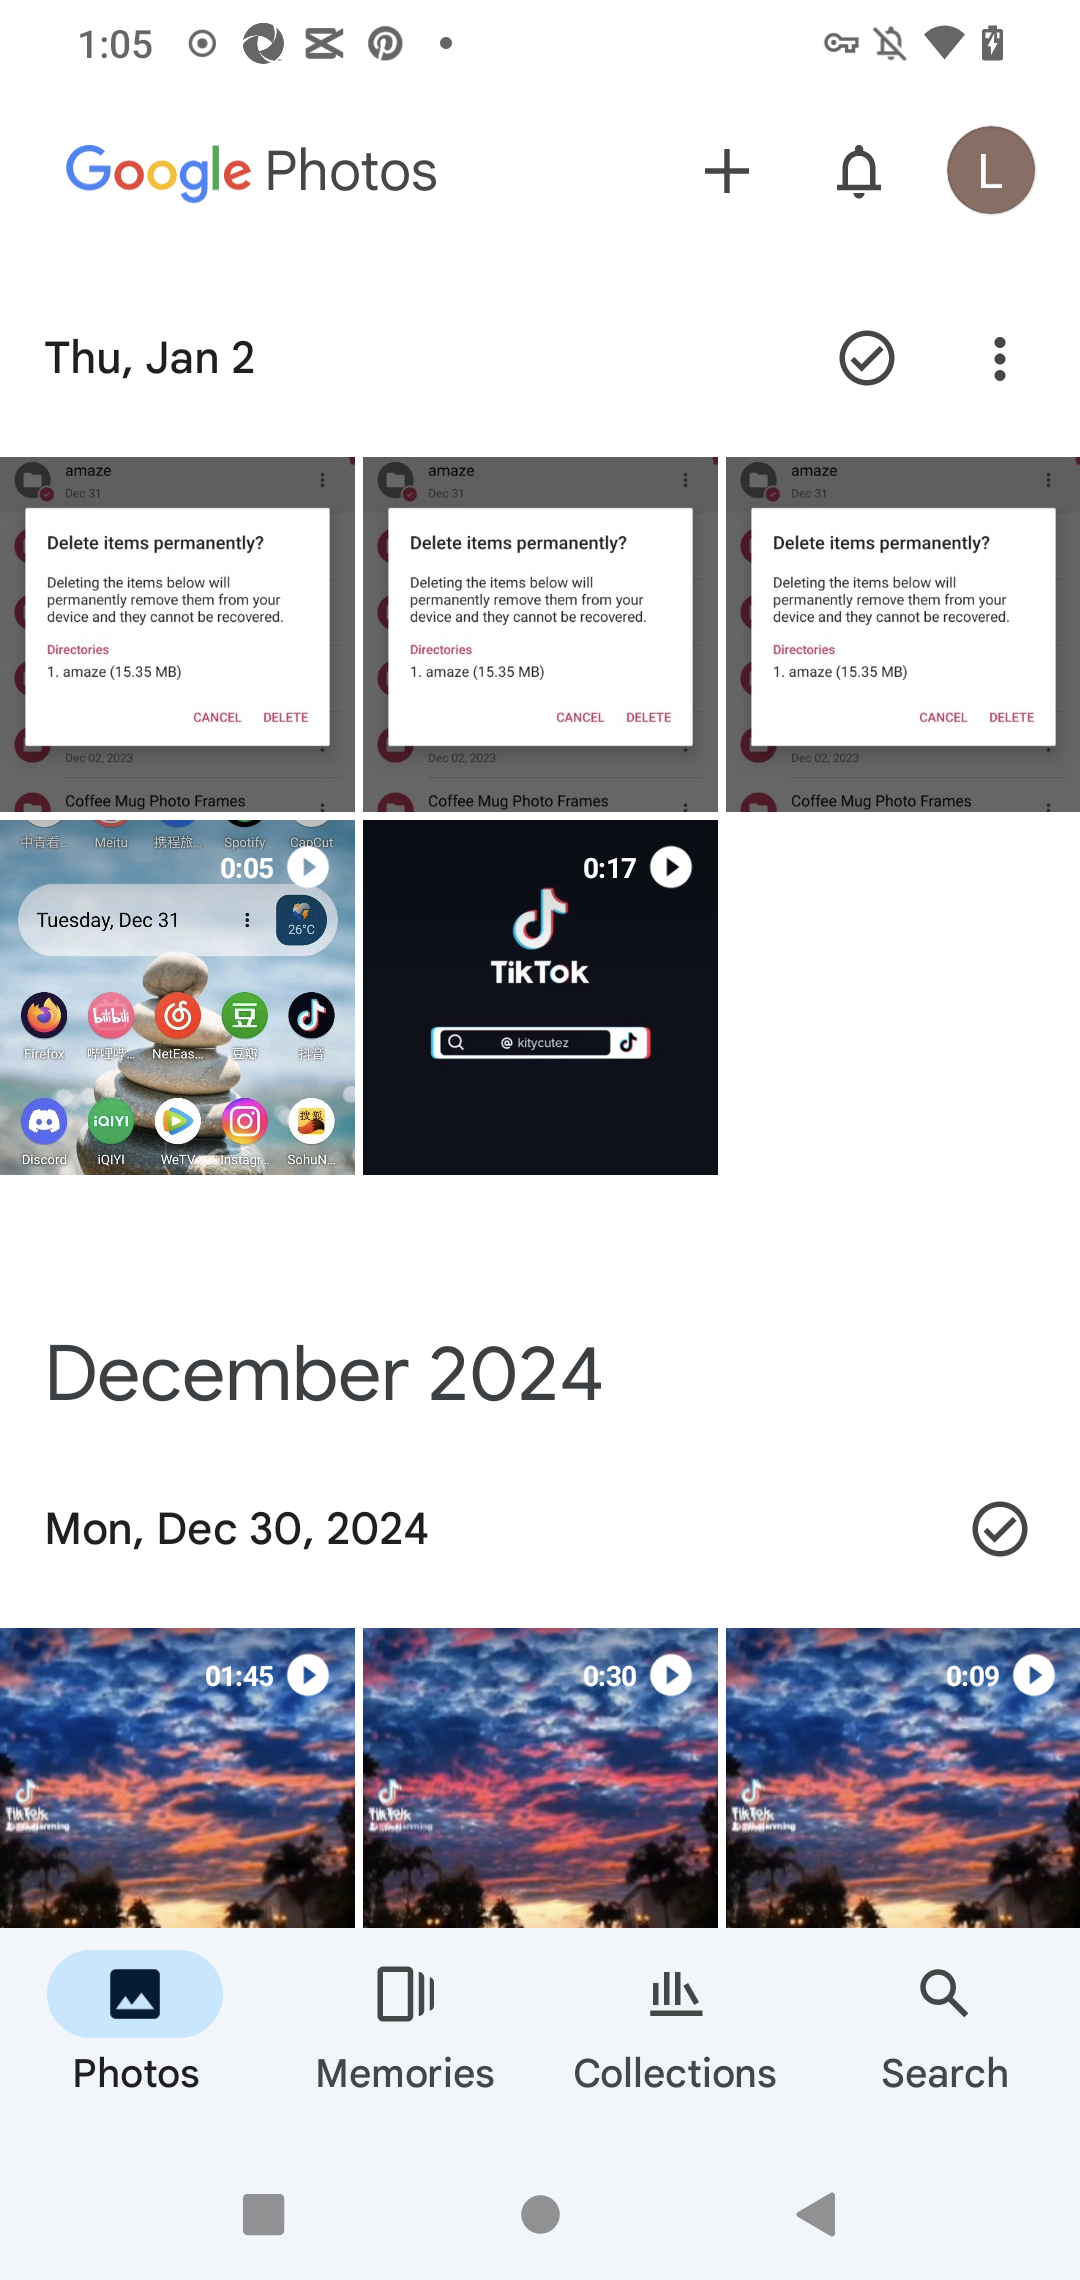 1:05
Google Photos
L
Thu, Jan 2
amaze
Dec 31
Delete items permanently?
Deleting the items below will
permanently remove them from your
device and they cannot be recovered.
Directories
1. amaze (15.35 MB)
CANCEL DELETE
Dec 02, 2023
Coffee Mug Photo Frames
amaze
Dec 31
Delete items permanently?
Deleting the items below will
permanently remove them from your
device and they cannot be recovered.
Directories
1. amaze (15.35 MB)
CANCEL DELETE
Dec 02, 2023
Coffee Mug Photo Frames
amaze
Dec 31
Delete items permanently?
Deleting the items below will
permanently remove them from your
device and they cannot be recovered.
Directories
1. amaze (15.35 MB)
CANCEL DELETE
Dec 02, 2023
Coffee Mug Photo Frames
中青看... Meitu 携程旅... Spotify CapCut
0:05
Tuesday, Dec 31
26°C
bilibili 豆
Firefox 哔哩哔... NetEas... 豆瓣 抖音
iQIYI 搜狐
Discord iQIYI WeTV Instagr... SohuN...
0:17
TikTok
@ kitycutez
December 2024
Mon, Dec 30, 2024
01:45
TikTok
0:30
TikTok
0:09
TikTok
Photos Memories Collections Search